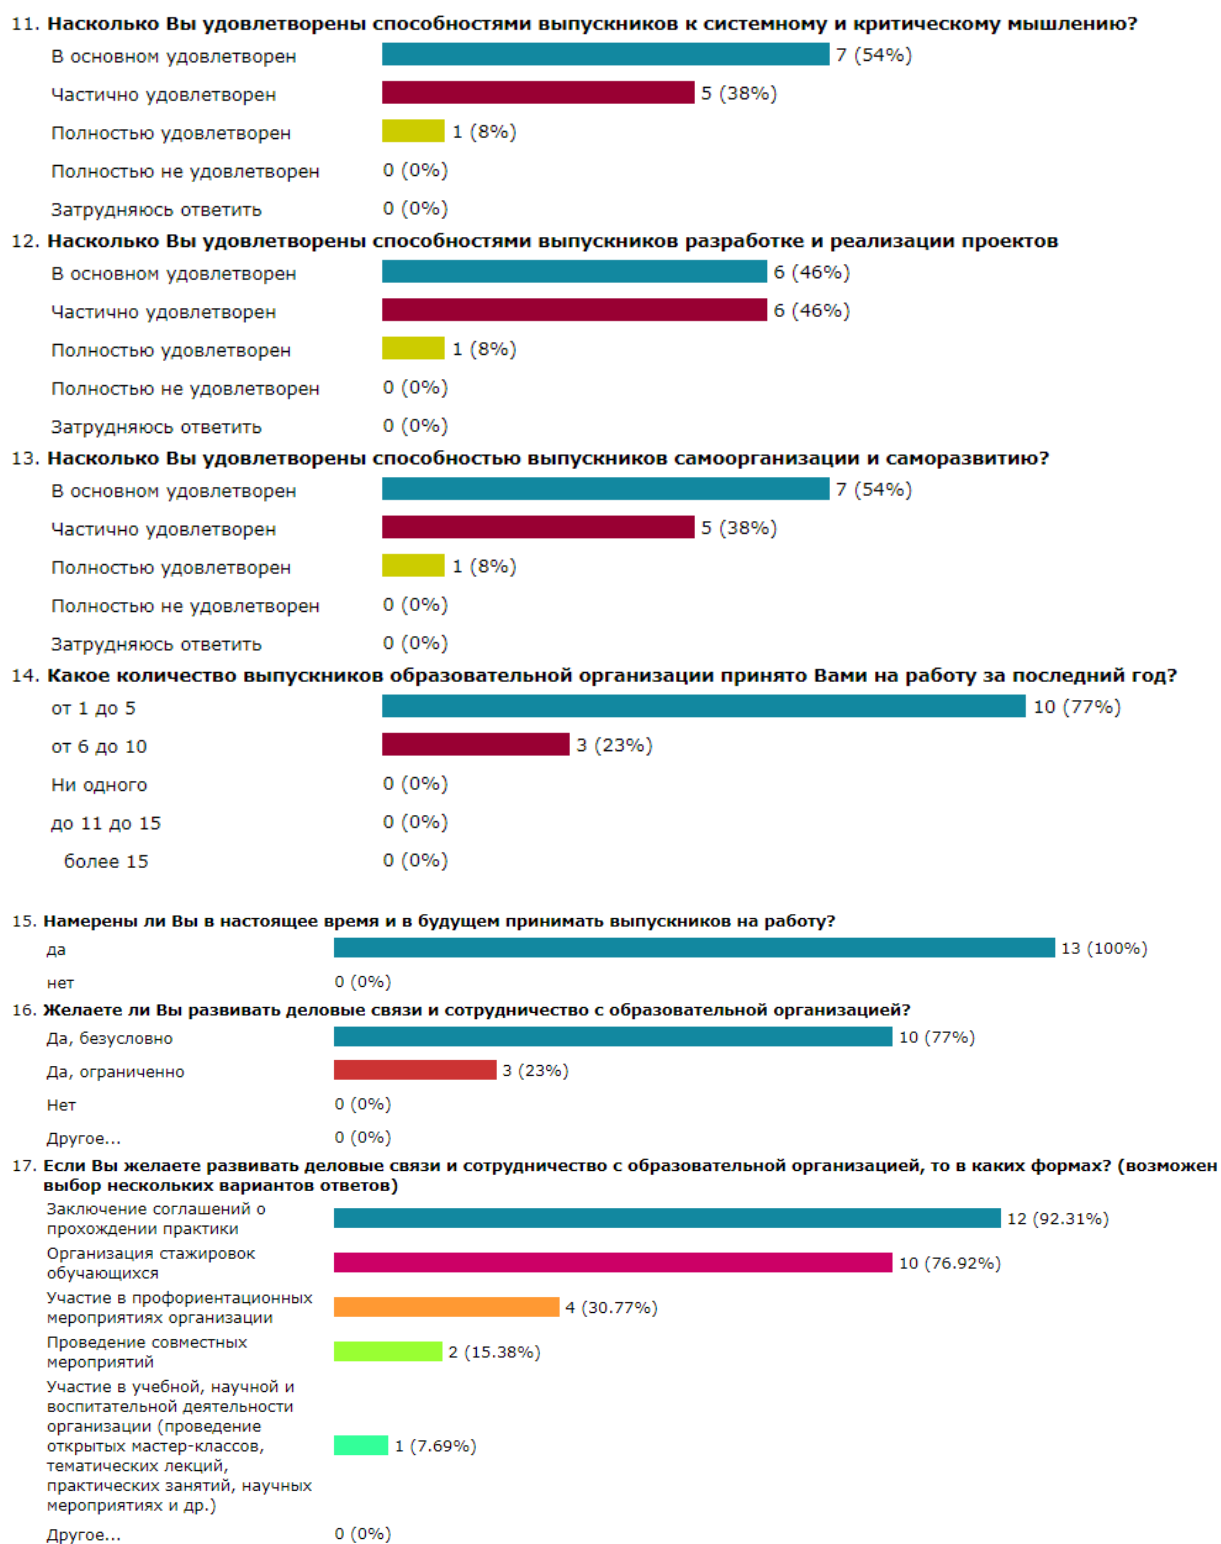 11. Насколько Вы удовлетворены способностями выпускников к системному и критическому мышлению?
В основном удовлетворен 7 (54%)
Частично удовлетворен 5 (38%)
Полностью удовлетворен 1 (8%)
Полностью не удовлетворен 0 (0%)
Затрудняюсь ответить 0 (0%)
12. Насколько Вы удовлетворены способностями выпускников разработке и реализации проектов
В основном удовлетворен 6 (46%)
Частично удовлетворен 6 (46%)
Полностью удовлетворен 1 (8%)
Полностью не удовлетворен 0 (0%)
Затрудняюсь ответить 0 (0%)
13. Насколько Вы удовлетворены способностью выпускников самоорганизации и саморазвитию?
В основном удовлетворен 7 (54%)
Частично удовлетворен 5 (38%)
Полностью удовлетворен 1 (8%)
Полностью не удовлетворен 0 (0%)
Затрудняюсь ответить 0 (0%)
14. Какое количество выпускников образовательной организации принято Вами на работу за последний год?
от 1 до 5 10 (77%)
от 6 до 10 3 (23%)
Ни одного 0 (0%)
до 11 до 15 0 (0%)
более 15 0 (0%)
15. Намерены ли Вы в настоящее время и в будущем принимать выпускников на работу?
да 13 (100%)
нет 0 (0%)
16. Желаете ли Вы развивать деловые связи и сотрудничество с образовательной организацией?
Да, безусловно 10 (77%)
Да, ограниченно 3 (23%)
Нет 0 (0%)
Другое... 0 (0%)
17. Если Вы желаете развивать деловые связи и сотрудничество с образовательной организацией, то в каких формах? (возможен
выбор нескольких вариантов ответов)
Заключение соглашений о
прохождении практики
12 (92.31%)
Организация стажировок
обучающихся
10 (76.92%)
Участие в профориентационных
мероприятиях организации
4 (30.77%)
Проведение совместных
мероприятий
2 (15.38%)
Участие в учебной, научной и
воспитательной деятельности
организации (проведение
открытых мастер-классов,
тематических лекций,
практических занятий, научных
мероприятиях и др.)
1 (7.69%)
Другое... 0 (0%)